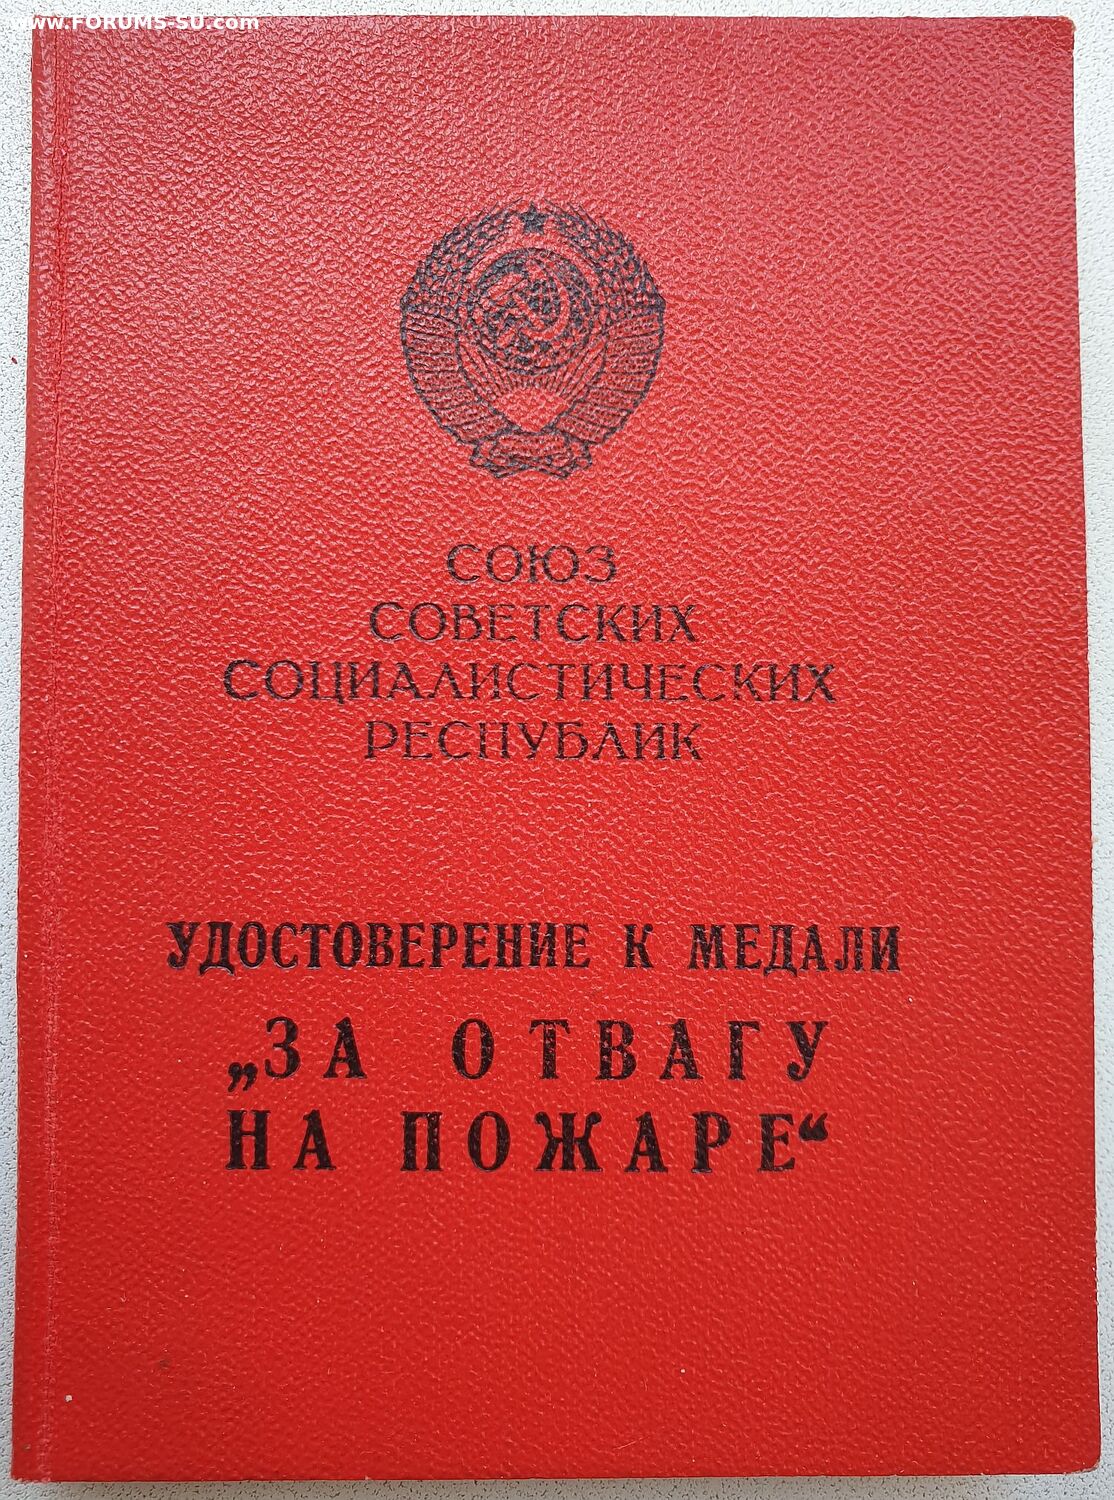 www.FORUMS-SU.com
СОЮЗ
СОВЕТСКИХ
СОЦИАЛИСТИЧЕСКИХ
РЕСПУБЛИК
УДОСТОВЕРЕНИЕ К МЕДАЛИ
„ЗА ОТВАГУ
НА ПОЖАРЕ“